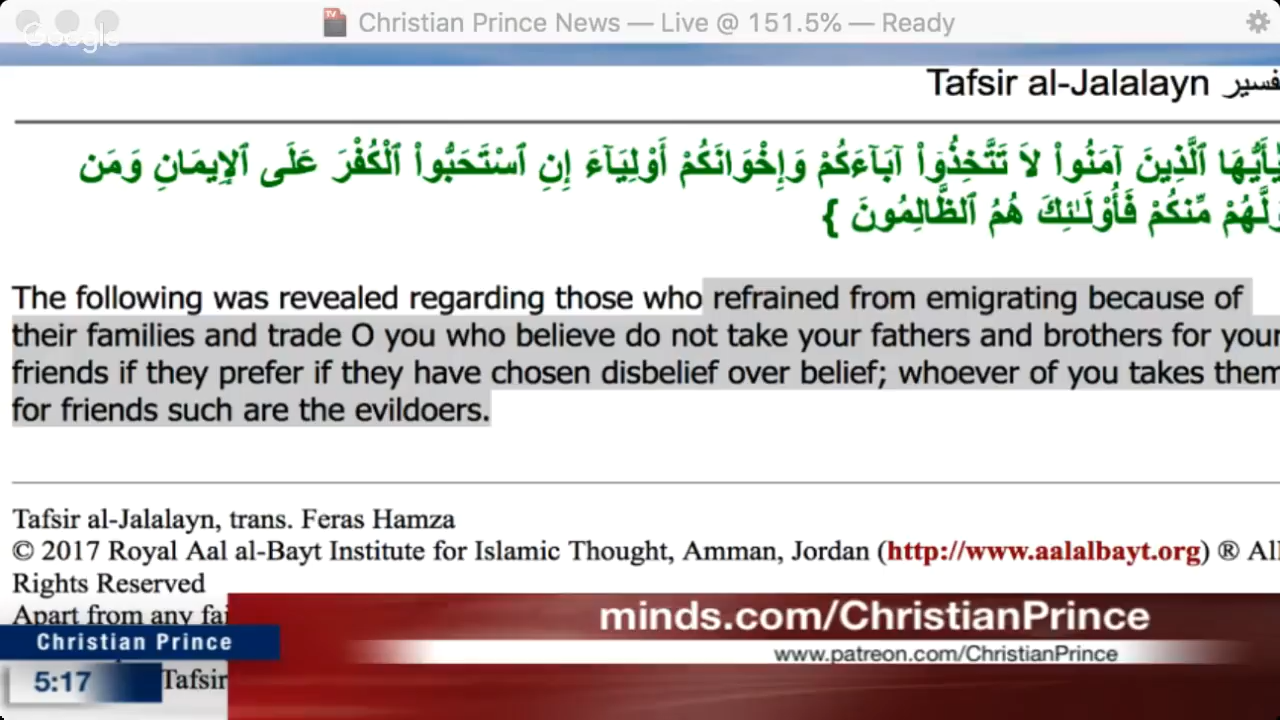 Google
Christian Prince News — Live @ 151.5% — Ready
Tafsir al-Jalalayn
يٰأَيُّهَا ٱلَّذِينَ آمَنُواْ لاَ تَتَّخِذُوۤاْ آبَآءَكُمْ وَإِخْوَانَكُمْ أَوْلِيَآءَ إِنِ ٱسْتَحَبُّواْ ٱلْكُفْرَ عَلَى ٱلإِيمَانِ وَمَن
مِّنكُمْ فَأُوْلَـٰئِكَ هُمُ ٱلظَّالِمُونَ }
The following was revealed regarding those who refrained from emigrating because of
their families and trade O you who believe do not take your fathers and brothers for your
friends if they prefer if they have chosen disbelief over belief; whoever of you takes them
for friends such are the evildoers.
Tafsir al-Jalalayn, trans. Feras Hamza
© 2017 Royal Aal al-Bayt Institute for Islamic Thought, Amman, Jordan (http://www.aalalbayt.org) ® All
Rights Reserved
Apart from any fai
minds.com/ChristianPrince
Christian Prince
www.patreon.com/ChristianPrince
5:17
Tafsir